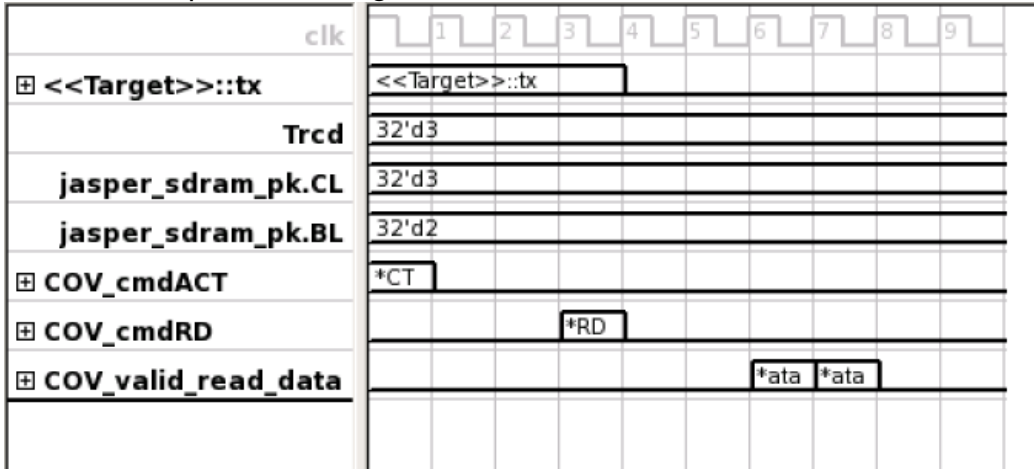 clk 1 2 3 4 5 6 7 8 9
<<Target>>::tx <<Target>>::tx
Trcd 32'd3
jasper_sdram_pk.CL 32'd3
jasper_sdram_pk.BL 32'd2
COV_cmdACT *CT
COV_cmdRD *RD
COV_valid_read_data *ata *ata